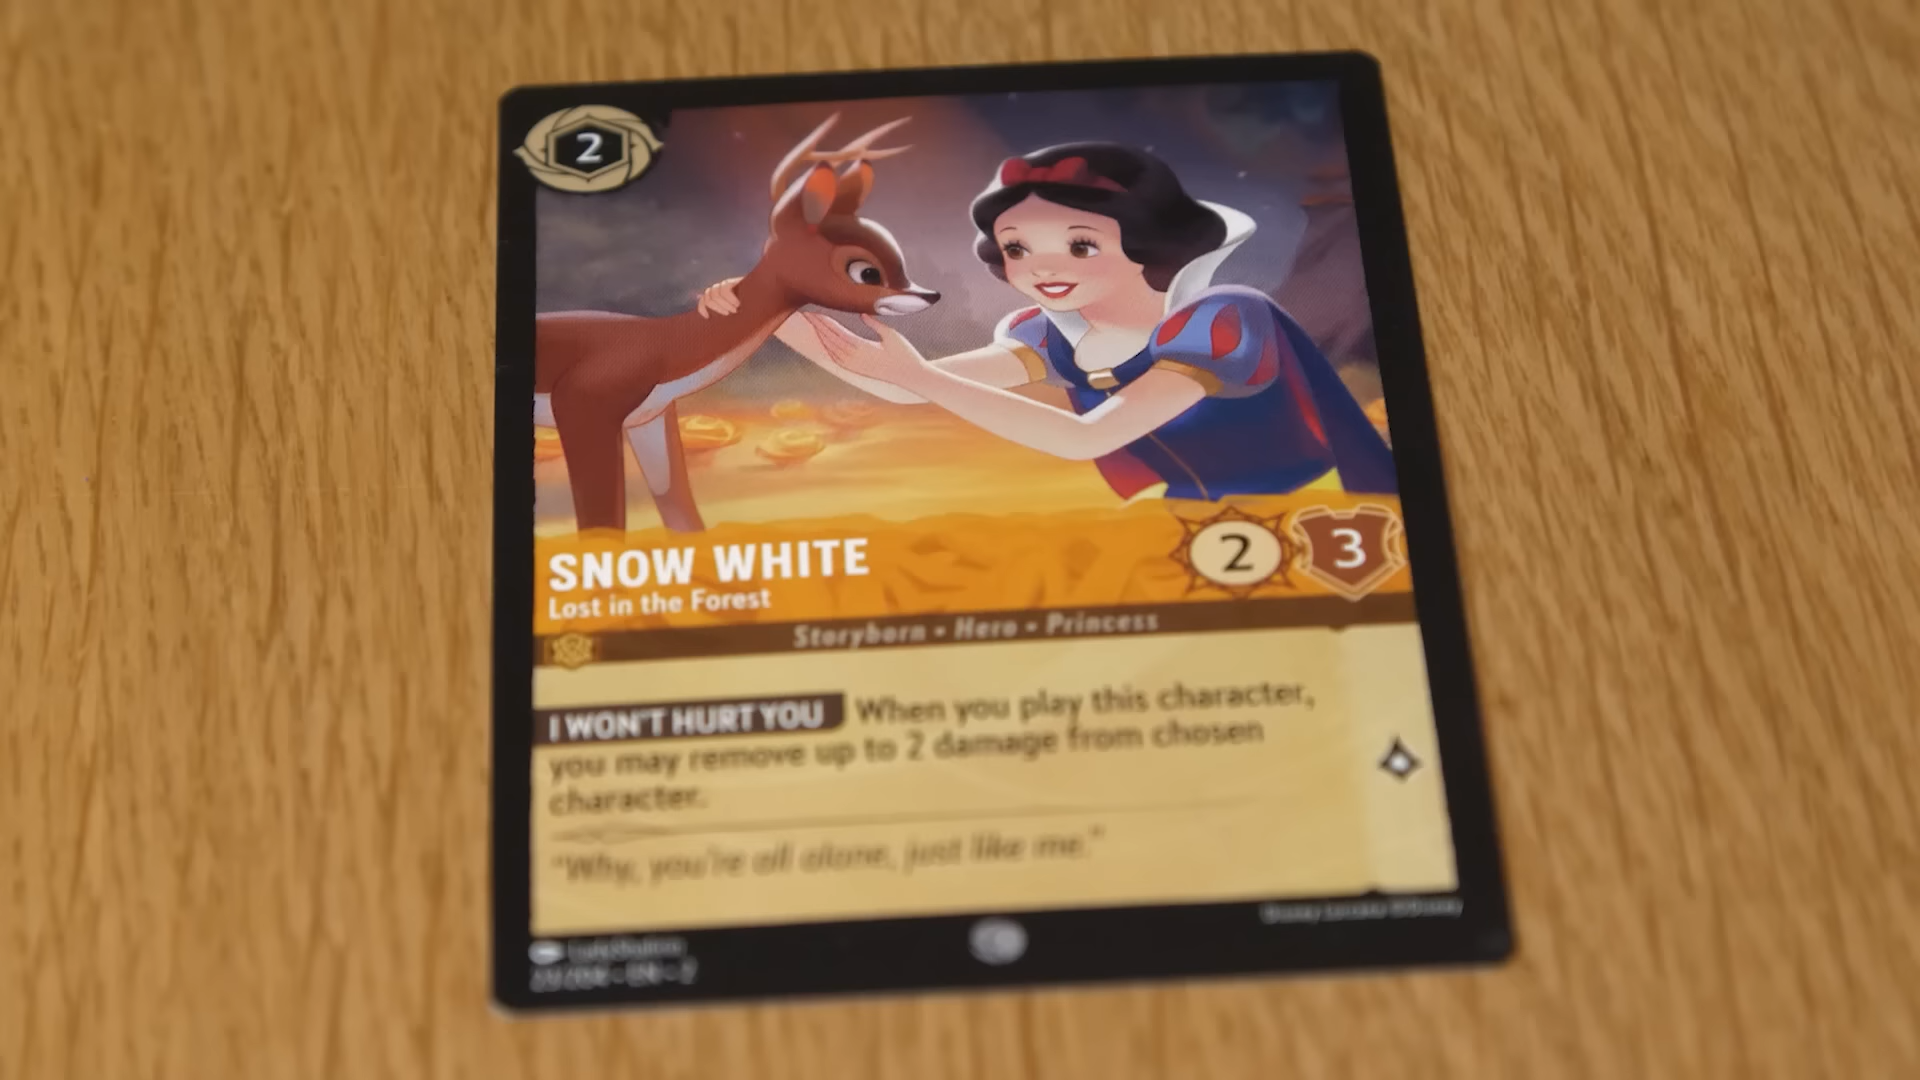 2
SNOW WHITE
2 3
Lost in the Forest
Storyborn • Hero • Princess
I WON'T HURT YOU When you play this character,
you may remove up to 2 damage from chosen
character.
"Why, you're all alone, just like me."